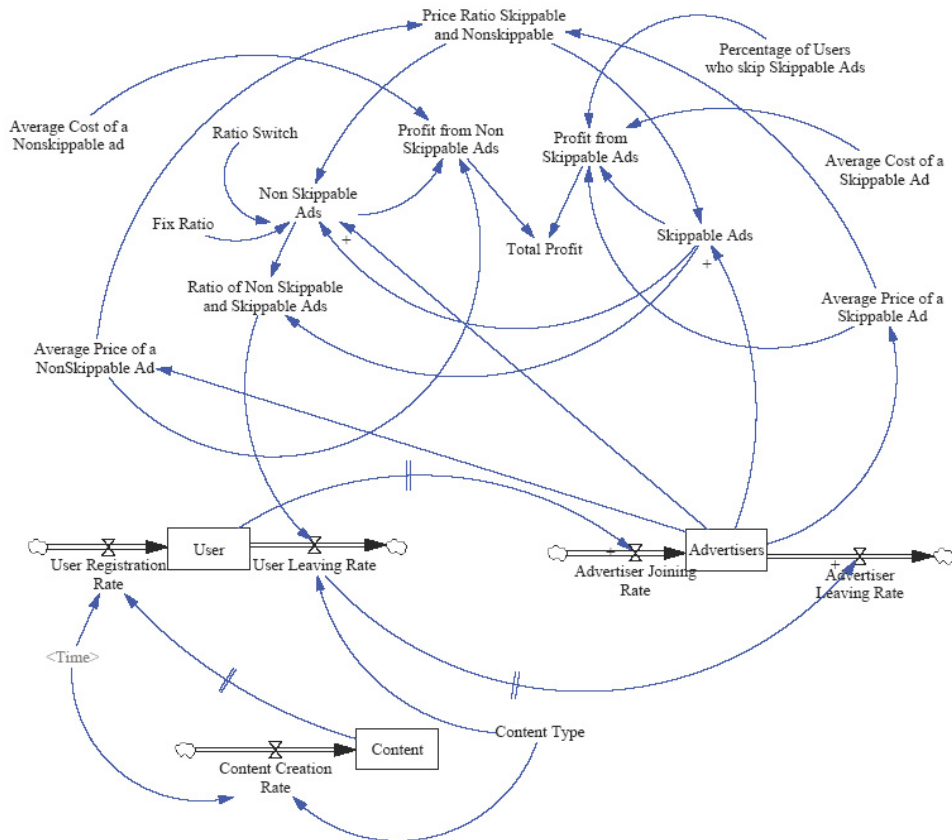 Price Ratio Skippable
and Nonskippable
Percentage of Users
who skip Skippable Ads
Average Cost of a
Nonskippable ad
Ratio Switch
Profit from Non
Skippable Ads
Profit from
Skippable Ads
Average Cost of a
Skippable Ad
Non Skippable
Ads
Fix Ratio
+
Total Profit
Skippable Ads
+
Ratio of Non Skippable
and Skippable Ads
Average Price of a
Skippable Ad
Average Price of a
NonSkippable Ad
User
User Registration
Rate
User Leaving Rate
+
Advertiser Joining
Rate
Advertisers
+
Advertiser
Leaving Rate
<Time>
Content Type
Content
Content Creation
Rate